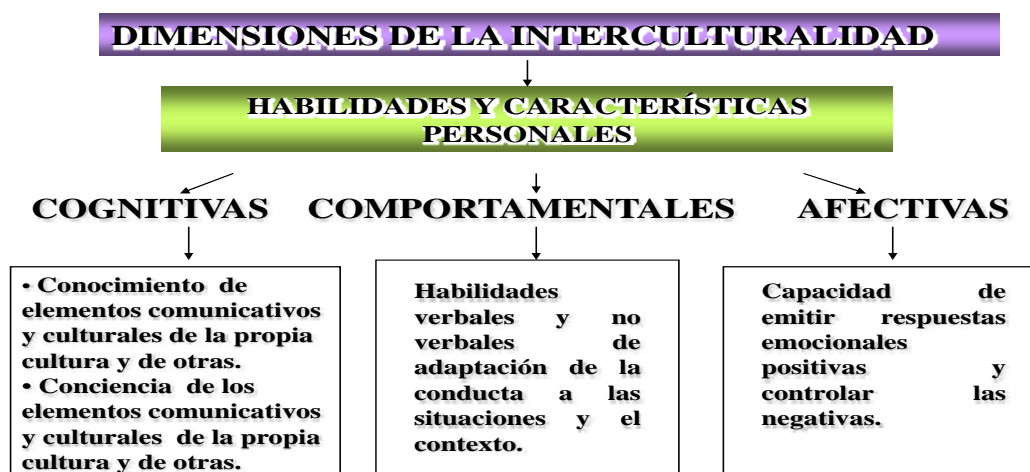 DIMENSIONES DE LA INTERCULTURALIDAD
HABILIDADES Y CARACTERÍSTICAS
PERSONALES
COGNITIVAS
COMPORTAMENTALES
AFECTIVAS
• Conocimiento de
elementos comunicativos
y culturales de la propia
cultura y de otras.
• Conciencia de los
elementos comunicativos
y culturales de la propia
cultura y de otras.
Habilidades
verbales y no
verbales de
adaptación de la
conducta a las
situaciones y el
contexto.
Capacidad de
emitir respuestas
emocionales
positivas y
controlar las
negativas.